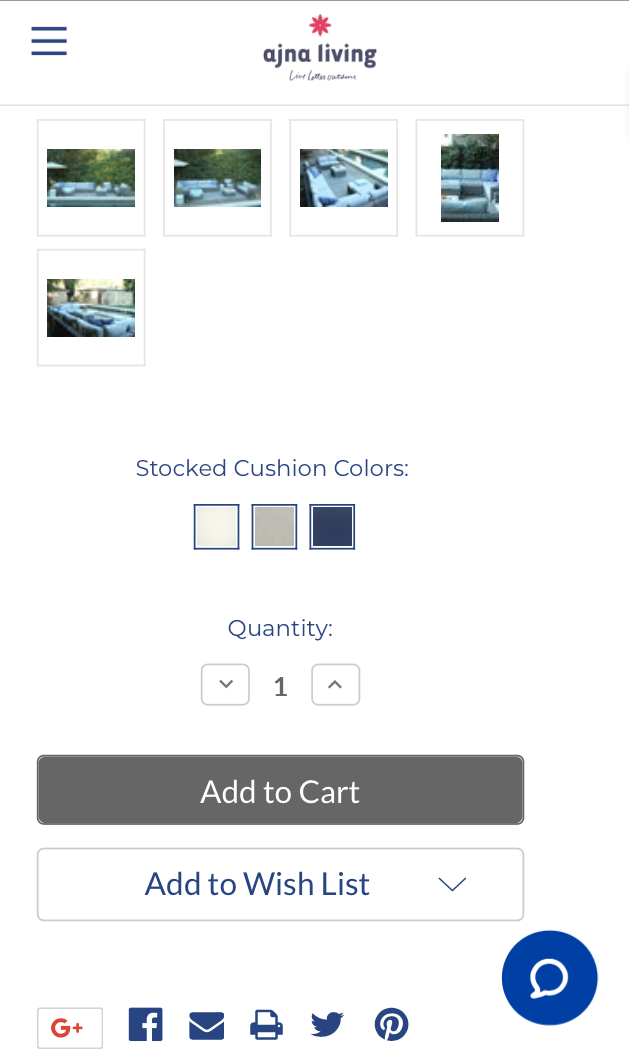 ajna living
Live better outdoors
Stocked Cushion Colors:
Quantity:
1
Add to Cart
Add to Wish List
G+